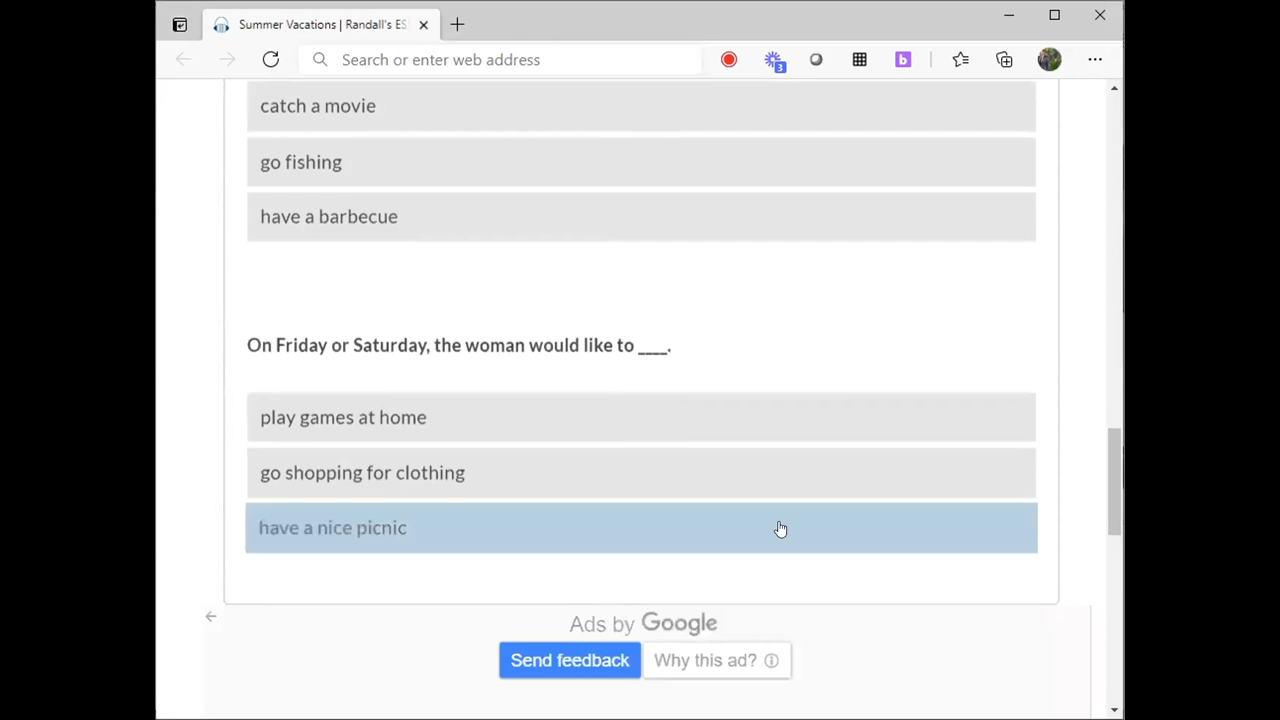 Summer Vacations | Randall's ES
Search or enter web address
3
b
catch a movie
go fishing
have a barbecue
On Friday or Saturday, the woman would like to ____.
play games at home
go shopping for clothing
have a nice picnic
Ads by Google
Send feedback
Why this ad?